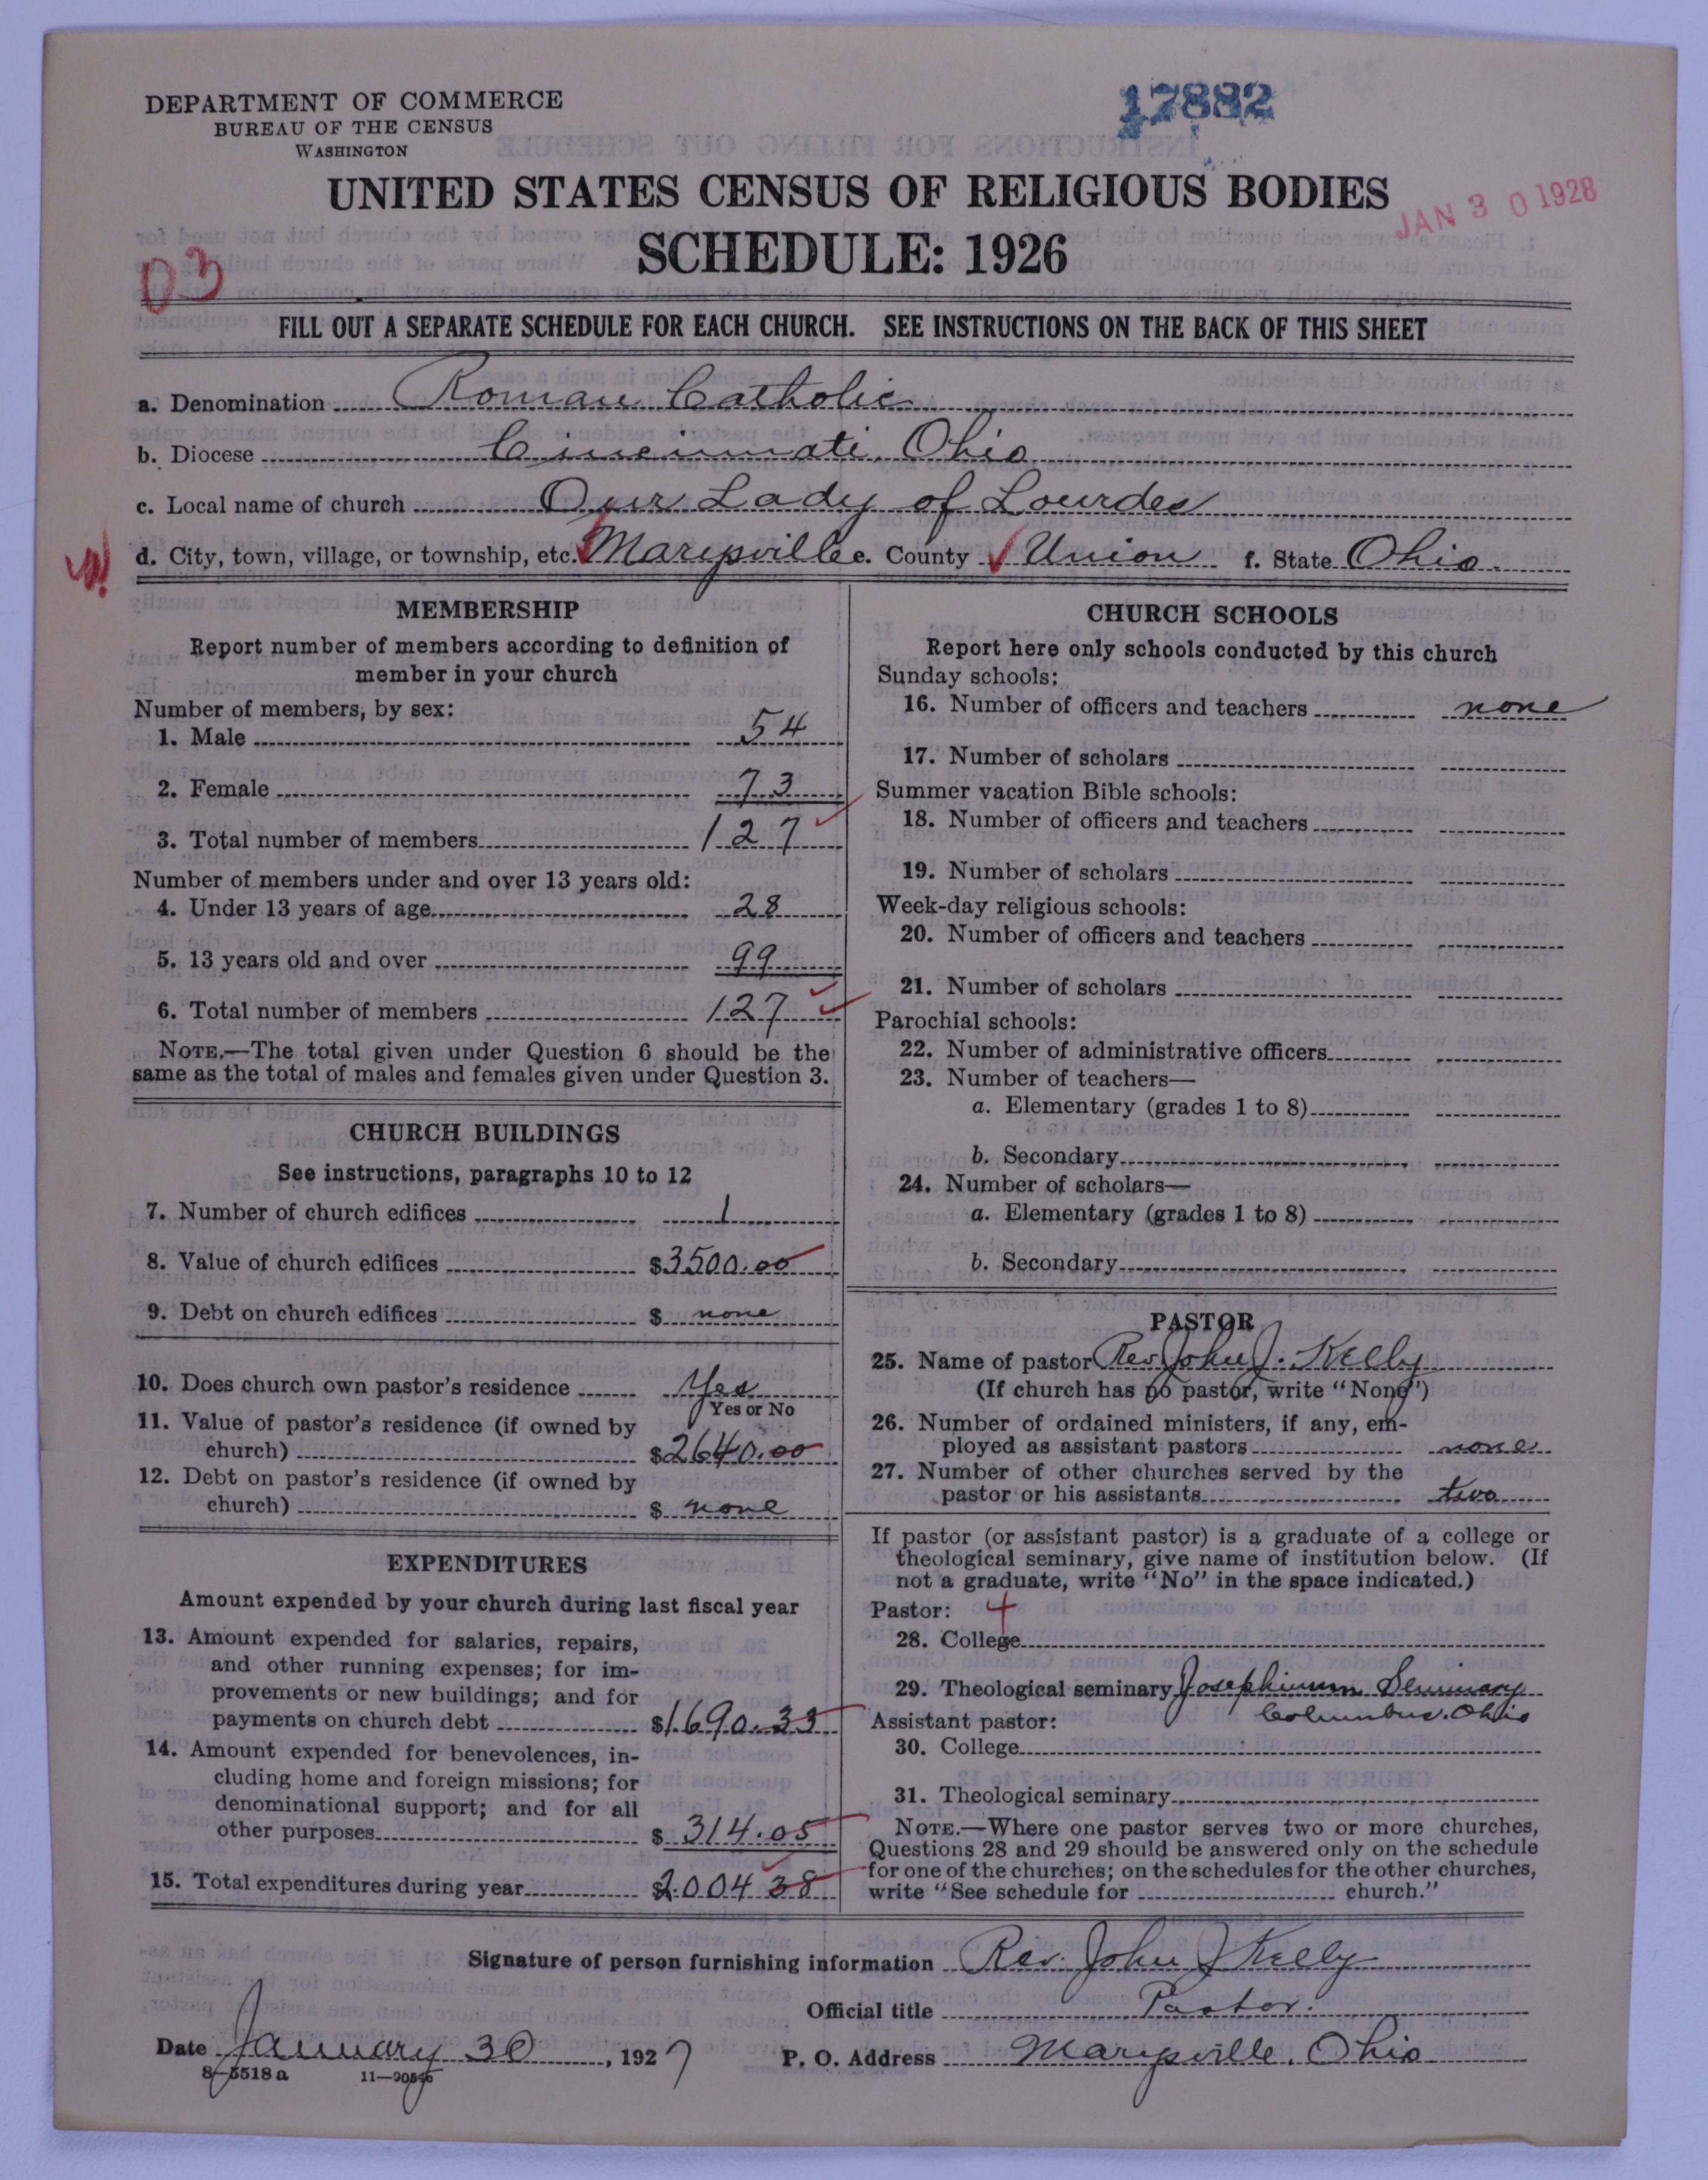 DEPARTMENT OF COMMERCE
BUREAU OF THE CENSUS
WASHINGTON
17882
UNITED STATES CENSUS OF RELIGIOUS BODIES
JAN 30 1928
SCHEDULE: 1926
03
FILL OUT A SEPARATE SCHEDULE FOR EACH CHURCH. SEE INSTRUCTIONS ON THE BACK OF THIS SHEET
a. Denomination Roman Catholic
b. Diocese Cincinnati, Ohio
c. Local name of church Our Lady of Lourdes
d. City, town, village, or township, etc. Marysville e. County Union f. State Ohio.
MEMBERSHIP
Report number of members according to definition of
member in your church
Number of members, by sex:
1. Male 54
2. Female 73
3. Total number of members 127
Number of members under and over 13 years old:
4. Under 13 years of age 28
5. 13 years old and over 99
6. Total number of members 127
NOTE.—The total given under Question 6 should be the
same as the total of males and females given under Question 3.
CHURCH BUILDINGS
See instructions, paragraphs 10 to 12
7. Number of church edifices 1
8. Value of church edifices $3500.00
9. Debt on church edifices $ none
10. Does church own pastor's residence Yes
Yes or No
11. Value of pastor's residence (if owned by
church) $2640.00
12. Debt on pastor's residence (if owned by
church) $ none
EXPENDITURES
Amount expended by your church during last fiscal year
13. Amount expended for salaries, repairs,
and other running expenses; for im-
provements or new buildings; and for
payments on church debt $1690.33
14. Amount expended for benevolences, in-
cluding home and foreign missions; for
denominational support; and for all
other purposes $ 314.05
15. Total expenditures during year $2004 38
CHURCH SCHOOLS
Report here only schools conducted by this church
Sunday schools:
16. Number of officers and teachers none
17. Number of scholars
Summer vacation Bible schools:
18. Number of officers and teachers
19. Number of scholars
Week-day religious schools:
20. Number of officers and teachers
21. Number of scholars
Parochial schools:
22. Number of administrative officers
23. Number of teachers—
a. Elementary (grades 1 to 8)
b. Secondary
24. Number of scholars—
a. Elementary (grades 1 to 8)
b. Secondary
PASTOR
25. Name of pastor Rev John J. Kelly
(If church has no pastor, write "None")
26. Number of ordained ministers, if any, em-
ployed as assistant pastors none
27. Number of other churches served by the
pastor or his assistants two
If pastor (or assistant pastor) is a graduate of a college or
theological seminary, give name of institution below. (If
not a graduate, write "No" in the space indicated.)
Pastor: 4
28. College
29. Theological seminary Josephinum Seminary
Columbus, Ohio
Assistant pastor:
30. College
31. Theological seminary
NOTE.—Where one pastor serves two or more churches,
Questions 28 and 29 should be answered only on the schedule
for one of the churches; on the schedules for the other churches,
write "See schedule for church."
Signature of person furnishing information Rev. John J Kelly
Official title Pastor.
Date January 30, 1927 P. O. Address Marysville, Ohio
8-5518 a 11-90546